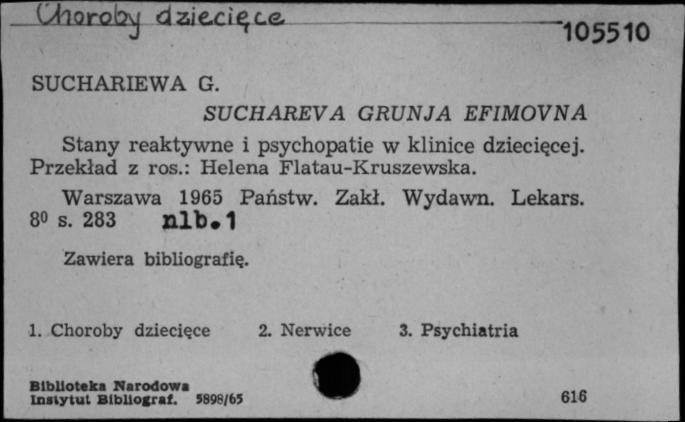 Choroby dziecięce
105510
SUCHARIEWA G.
SUCHAREVA GRUNJA EFIMOVNA
Stany reaktywne i psychopatie w klinice dziecięcej.
Przekład z ros.: Helena Flatau-Kruszewska.
Warszawa 1965 Państw. Zakł. Wydawn. Lekars.
8⁰ s. 283 nlb.1
Zawiera bibliografię.
1. Choroby dziecięce 2. Nerwice 3. Psychiatria
Biblioteka Narodowa
Instytut Bibliograf. 5898/65 616